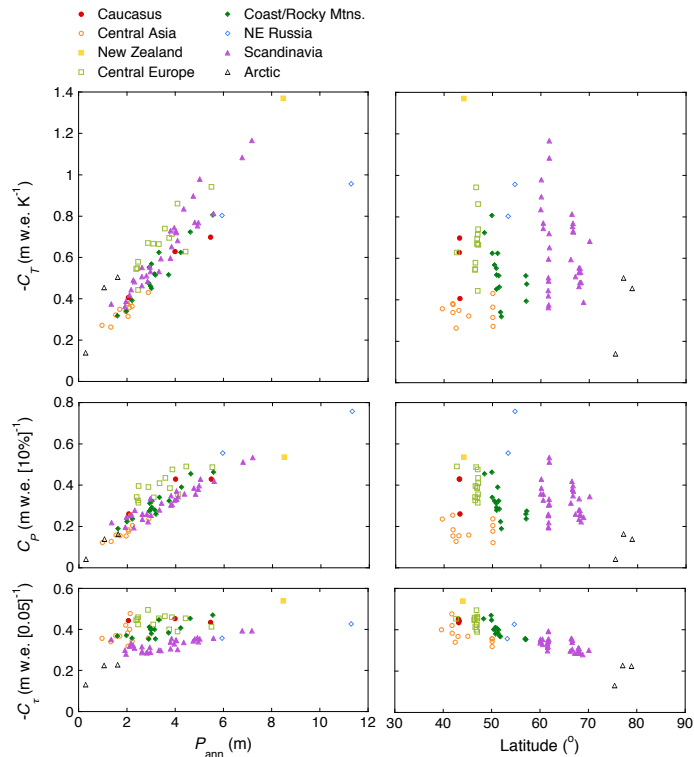 Caucasus
Central Asia
New Zealand
Central Europe
Coast/Rocky Mtns.
NE Russia
Scandinavia
Arctic
-C_T (m w.e. K⁻¹)
1.4
1.2
1
0.8
0.6
0.4
0.2
0
C_P (m w.e. [10%]⁻¹)
0.8
0.6
0.4
0.2
0
-C_τ (m w.e. [0.05]⁻¹)
0.6
0.4
0.2
0
0 2 4 6 8 10 12
P_ann (m)
30 40 50 60 70 80 90
Latitude (°)